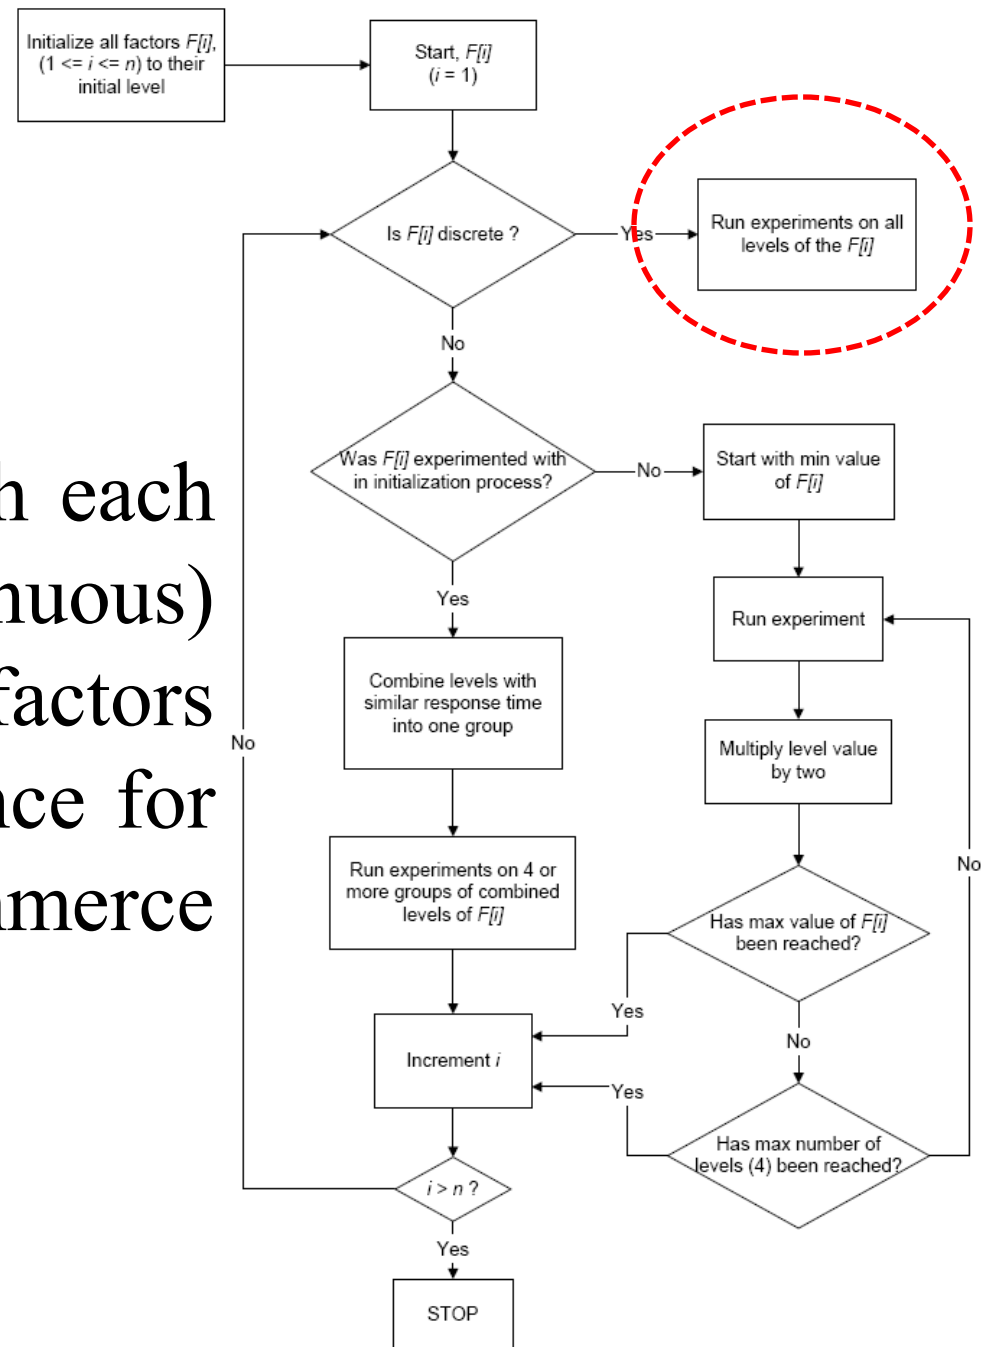 Initialize all factors F[i],
(1 <= i <= n) to their
initial level
Start, F[i]
(i = 1)
Is F[i] discrete ?
Yes
Run experiments on all
levels of the F[i]
No
Was F[i] experimented with
in initialization process?
No
Start with min value
of F[i]
Yes
Run experiment
Combine levels with
similar response time
into one group
Multiply level value
by two
Run experiments on 4 or
more groups of combined
levels of F[i]
Has max value of F[i]
been reached?
Yes
No
No
Increment i
Yes
Has max number of
levels (4) been reached?
i > n ?
No
Yes
STOP
each
factors
for